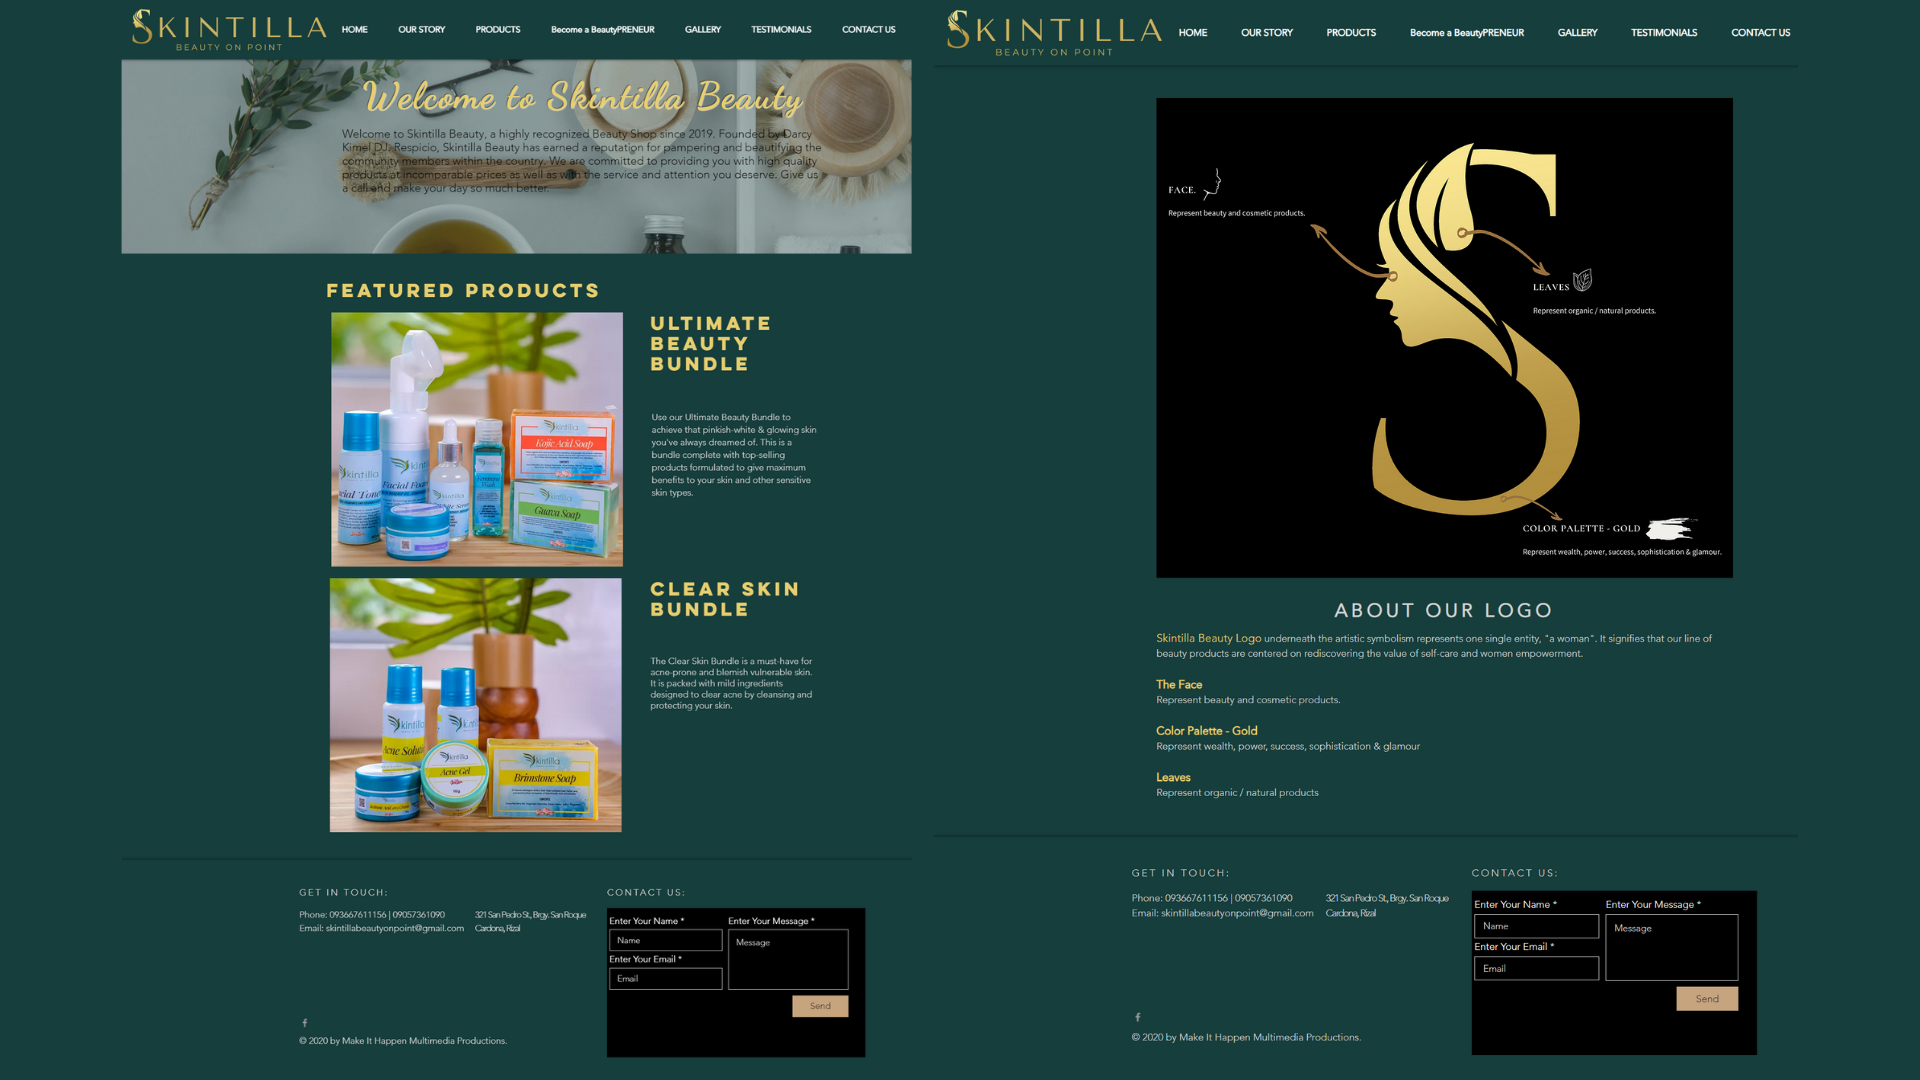 SKINTILLA
BEAUTY ON POINT
HOME OUR STORY PRODUCTS Become a BeautyPRENEUR GALLERY TESTIMONIALS CONTACT US
Welcome to Skintilla Beauty
Welcome to Skintilla Beauty, a highly recognized Beauty Shop since 2019. Founded by Darcy
Kimel DJ. Respicio, Skintilla Beauty has earned a reputation for pampering and beautifying the
community members within the country. We are committed to providing you with high quality
products at incomparable prices as well as with the service and attention you deserve. Give us
a call and make your day so much better.
FEATURED PRODUCTS
ULTIMATE
BEAUTY
BUNDLE
Use our Ultimate Beauty Bundle to
achieve that pinkish-white & glowing skin
you've always dreamed of. This is a
bundle complete with top-selling
products formulated to give maximum
benefits to your skin and other sensitive
skin types.
skintilla
Kojic Acid Soap
Facial Foam
Guava Soap
CLEAR SKIN
BUNDLE
The Clear Skin Bundle is a must-have for
acne-prone and blemish vulnerable skin.
It is packed with mild ingredients
designed to clear acne by cleansing and
protecting your skin.
skintilla
Acne Gel
Brimstone Soap
GET IN TOUCH:
Phone: 093667611156 | 09057361090
Email: skintillabeautyonpoint@gmail.com
321 San Pedro St., Brgy. San Roque
Cardona, Rizal
CONTACT US:
Enter Your Name *
Name
Enter Your Email *
Email
Enter Your Message *
Message
Send
f
© 2020 by Make It Happen Multimedia Productions.
SKINTILLA
BEAUTY ON POINT
HOME OUR STORY PRODUCTS Become a BeautyPRENEUR GALLERY TESTIMONIALS CONTACT US
FACE.
Represent beauty and cosmetic products.
S
LEAVES
Represent organic / natural products.
COLOR PALETTE - GOLD
Represent wealth, power, success, sophistication & glamour.
ABOUT OUR LOGO
Skintilla Beauty Logo underneath the artistic symbolism represents one single entity, "a woman". It signifies that our line of
beauty products are centered on rediscovering the value of self-care and women empowerment.
The Face
Represent beauty and cosmetic products.
Color Palette - Gold
Represent wealth, power, success, sophistication & glamour
Leaves
Represent organic / natural products
GET IN TOUCH:
Phone: 093667611156 | 09057361090
Email: skintillabeautyonpoint@gmail.com
321 San Pedro St., Brgy. San Roque
Cardona, Rizal
CONTACT US:
Enter Your Name *
Name
Enter Your Email *
Email
Enter Your Message *
Message
Send
f
© 2020 by Make It Happen Multimedia Productions.